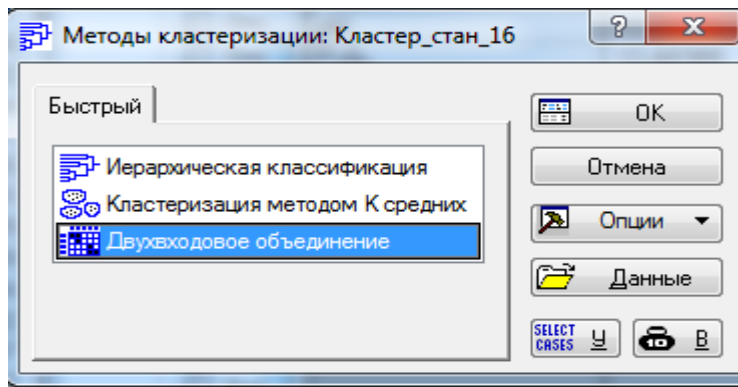 Методы кластеризации: Кластер_стан_16
Быстрый
Иерархическая классификация
Кластеризация методом K средних
Двухвходовое объединение
OK
Отмена
Опции
Данные
SELECT CASES У
В